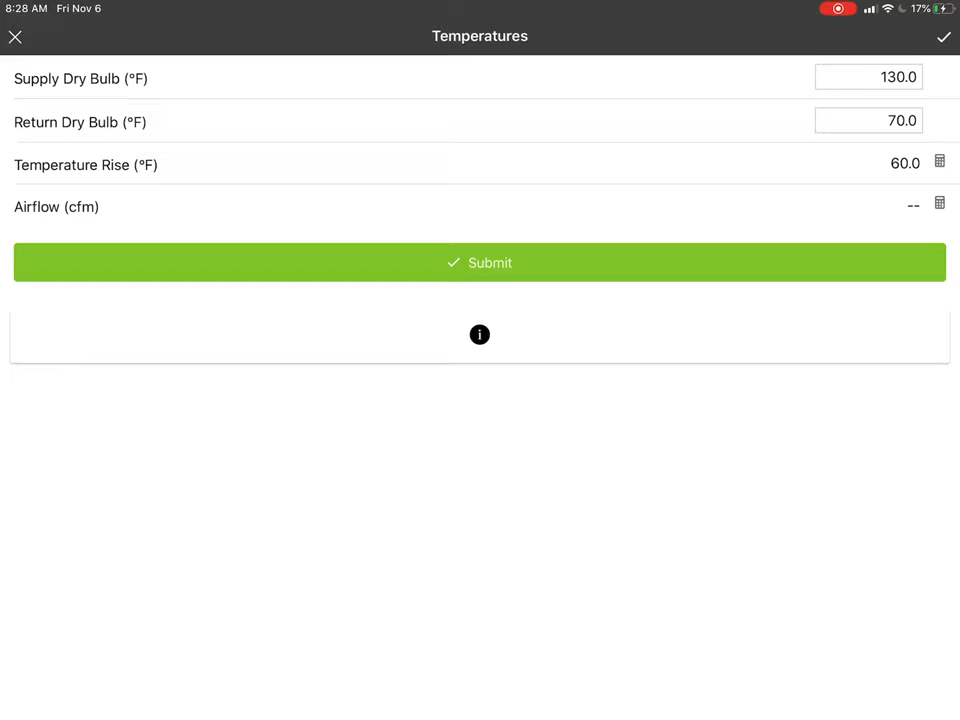 8:28 AM Fri Nov 6 17%
Temperatures
Supply Dry Bulb (°F) 130.0
Return Dry Bulb (°F) 70.0
Temperature Rise (°F) 60.0
Airflow (cfm) --
Submit
i